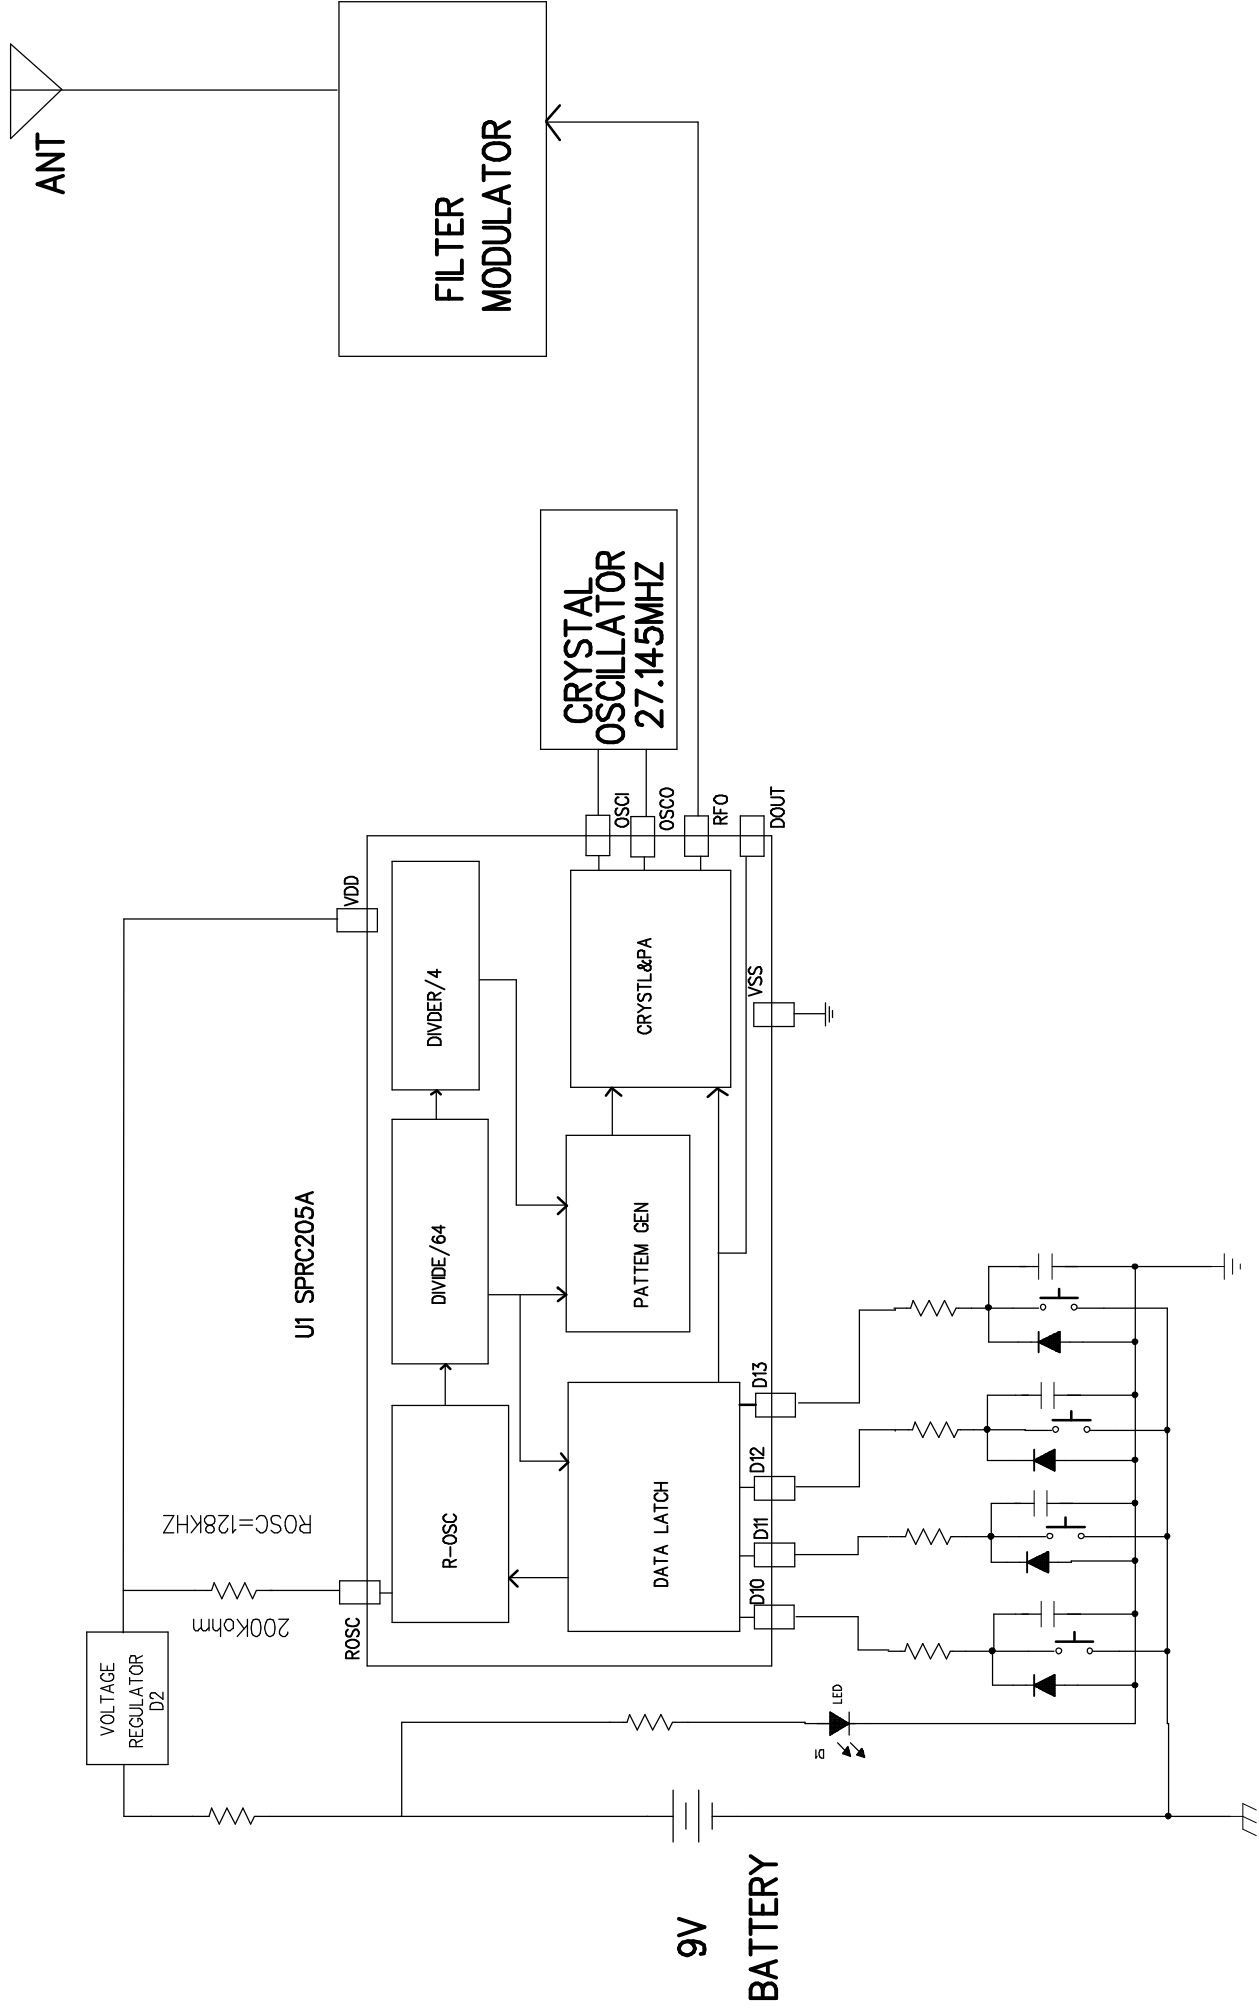 ANT
FILTER
MODULATOR
CRYSTAL
OSCILLATOR
27.145MHZ
OSCI
OSCO
RFO
DOUT
VDD
VSS
U1 SPRC205A
DIVDER/4
CRYSTL&PA
DIVIDE/64
PATTEM GEN
R-OSC
DATA LATCH
D13
D12
D11
D10
ROSC
ROSC=128KHZ
200Kohm
VOLTAGE
REGULATOR
D2
LED
D1
9V
BATTERY